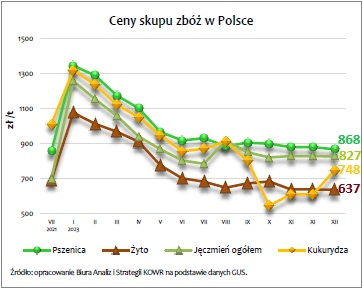 Ceny skupu zbóż w Polsce
zł /t
1500
1300
1100
900
700
500
868
827
748
637
VII I II III IV V VI VII VIII IX X XI XII
2021 2023
Pszenica Żyto Jęczmień ogółem Kukurydza
Źródło: opracowanie Biura Analiz i Strategii KOWR na podstawie danych GUS.